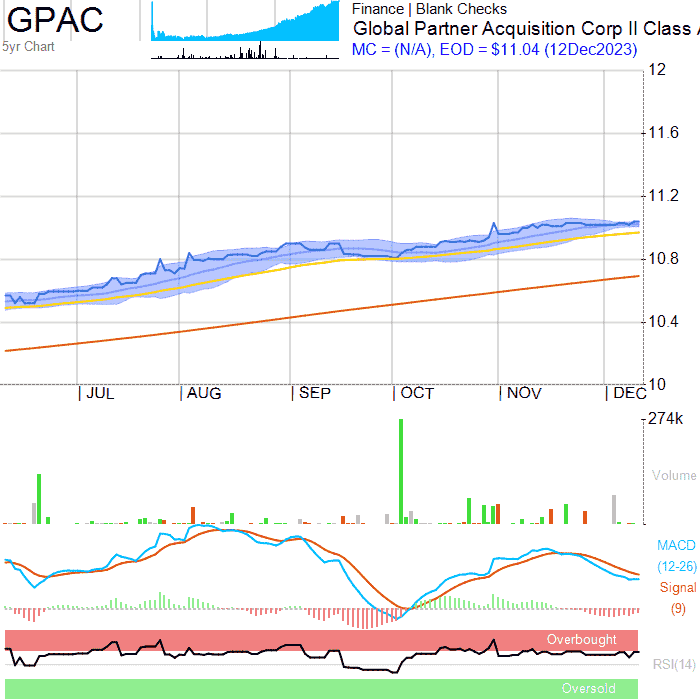 GPAC
5yr Chart
Finance | Blank Checks
Global Partner Acquisition Corp II Class A
MC = (N/A), EOD = $11.04 (12Dec2023)
12
11.6
11.2
10.8
10.4
10
| JUL | AUG | SEP | OCT | NOV | DEC
274k
Volume
MACD
(12-26)
Signal
(9)
Overbought
RSI(14)
Oversold